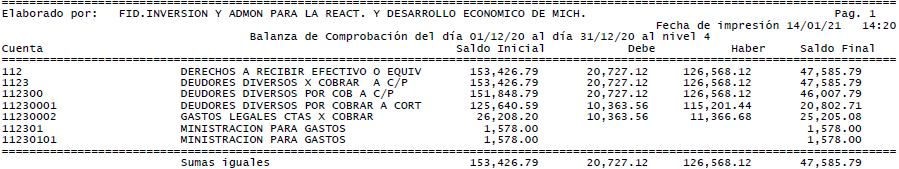 Elaborado por: FID.INVERSION Y ADMON PARA LA REACT. Y DESARROLLO ECONOMICO DE MICH. Pag. 1
Fecha de impresión 14/01/21 14:20
Balanza de Comprobación del día 01/12/20 al día 31/12/20 al nivel 4
Cuenta Saldo Inicial Debe Haber Saldo Final
112 DERECHOS A RECIBIR EFECTIVO O EQUIV 153,426.79 20,727.12 126,568.12 47,585.79
1123 DEUDORES DIVERSOS X COBRAR A C/P 153,426.79 20,727.12 126,568.12 47,585.79
112300 DEUDORES DIVERSOS POR COB A C/P 151,848.79 20,727.12 126,568.12 46,007.79
11230001 DEUDORES DIVERSOS POR COBRAR A CORT 125,640.59 10,363.56 115,201.44 20,802.71
11230002 GASTOS LEGALES CTAS X COBRAR 26,208.20 10,363.56 11,366.68 25,205.08
112301 MINISTRACION PARA GASTOS 1,578.00 1,578.00
11230101 MINISTRACION PARA GASTOS 1,578.00 1,578.00
Sumas iguales 153,426.79 20,727.12 126,568.12 47,585.79